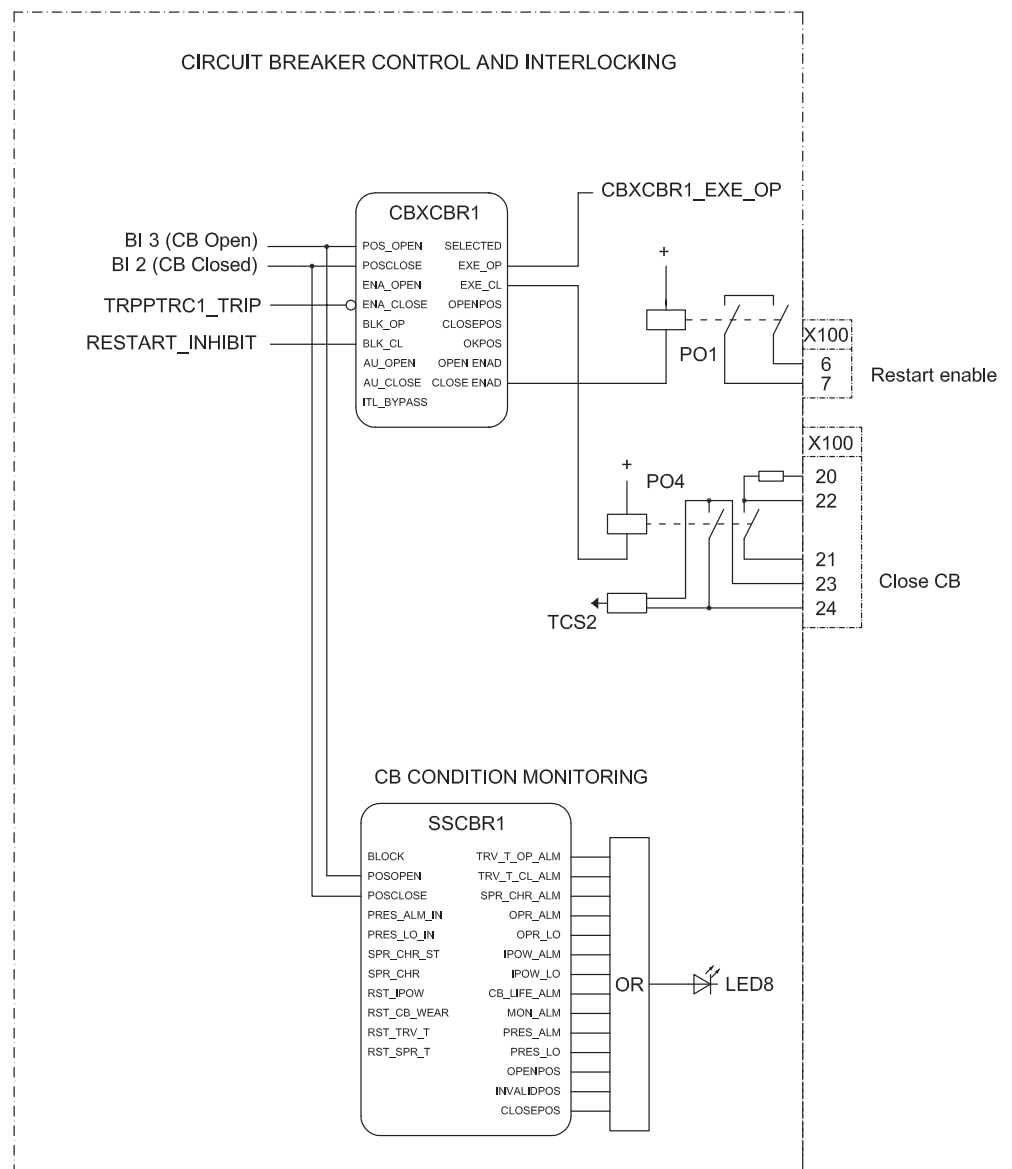 CIRCUIT BREAKER CONTROL AND INTERLOCKING
CBXCBR1_EXE_OP
CBXCBR1
BI 3 (CB Open)
BI 2 (CB Closed)
TRPPTRC1_TRIP
RESTART_INHIBIT
POS_OPEN SELECTED
POSCLOSE EXE_OP
ENA_OPEN EXE_CL
ENA_CLOSE OPENPOS
BLK_OP CLOSEPOS
BLK_CL OKPOS
AU_OPEN OPEN ENAD
AU_CLOSE CLOSE ENAD
ITL_BYPASS
+
PO1
X100
6
7
Restart enable
+
PO4
X100
20
22
21
23
24
Close CB
TCS2
CB CONDITION MONITORING
SSCBR1
BLOCK TRV_T_OP_ALM
POSOPEN TRV_T_CL_ALM
POSCLOSE SPR_CHR_ALM
PRES_ALM_IN OPR_ALM
PRES_LO_IN OPR_LO
SPR_CHR_ST IPOW_ALM
SPR_CHR IPOW_LO
RST_IPOW CB_LIFE_ALM
RST_CB_WEAR MON_ALM
RST_TRV_T PRES_ALM
RST_SPR_T PRES_LO
OPENPOS
INVALIDPOS
CLOSEPOS
OR
LED8